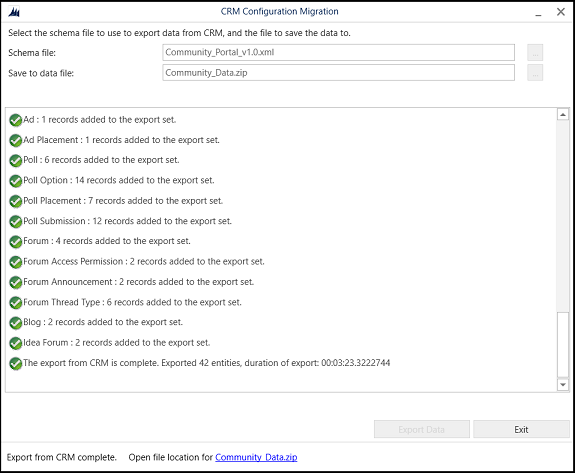 CRM Configuration Migration
Select the schema file to use to export data from CRM, and the file to save the data to.
Schema file: Community_Portal_v1.0.xml ...
Save to data file: Community_Data.zip ...
Ad : 1 records added to the export set.
Ad Placement : 1 records added to the export set.
Poll : 6 records added to the export set.
Poll Option : 14 records added to the export set.
Poll Placement : 7 records added to the export set.
Poll Submission : 12 records added to the export set.
Forum : 4 records added to the export set.
Forum Access Permission : 2 records added to the export set.
Forum Announcement : 2 records added to the export set.
Forum Thread Type : 6 records added to the export set.
Blog : 2 records added to the export set.
Idea Forum : 2 records added to the export set.
The export from CRM is complete. Exported 42 entities, duration of export: 00:03:23.3222744
Export Data Exit
Export from CRM complete. Open file location for Community_Data.zip